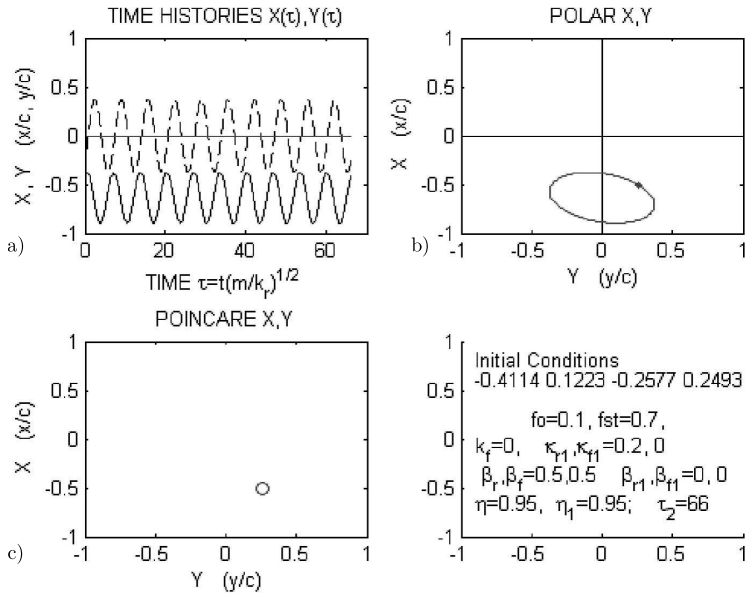 TIME HISTORIES X(τ),Y(τ)
1
0.5
0
-0.5
-1
X, Y (x/c, y/c)
0 20 40 60
TIME τ=t(m/k_r)^1/2
a)
POLAR X,Y
1
0.5
0
-0.5
-1
X (x/c)
-1 -0.5 0 0.5 1
Y (y/c)
b)
POINCARE X,Y
1
0.5
0
-0.5
-1
X (x/c)
-1 -0.5 0 0.5 1
Y (y/c)
c)
1
0.5
0
-0.5
-1
-1 -0.5 0 0.5 1
Initial Conditions
-0.4114 0.1223 -0.2577 0.2493
fo=0.1, fst=0.7,
k_f=0, κ_r1,κ_f1=0.2, 0
β_r,β_f=0.5,0.5 β_r1,β_f1=0, 0
η=0.95, η_1=0.95; τ_2=66